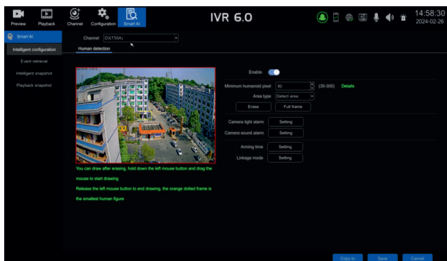 IVR 6.0
14:58:30
2024-02-26
Preview
Playback
Channel
Configuration
Smart AI
Smart AI
Intelligent configuration
Event retrieval
Intelligent snapshot
Playback snapshot
Channel
Human detection
Enable
Minimum humanoid pixel 80 (30-300) Details
Area type Detect area
Erase Full frame
Camera light alarm Setting
Camera sound alarm Setting
Arming time Setting
Linkage mode Setting
You can draw after erasing, hold down the left mouse button and drag the
mouse to start drawing
Release the left mouse button to end drawing, the orange dotted frame is
the smallest human figure
Copy to Save Cancel